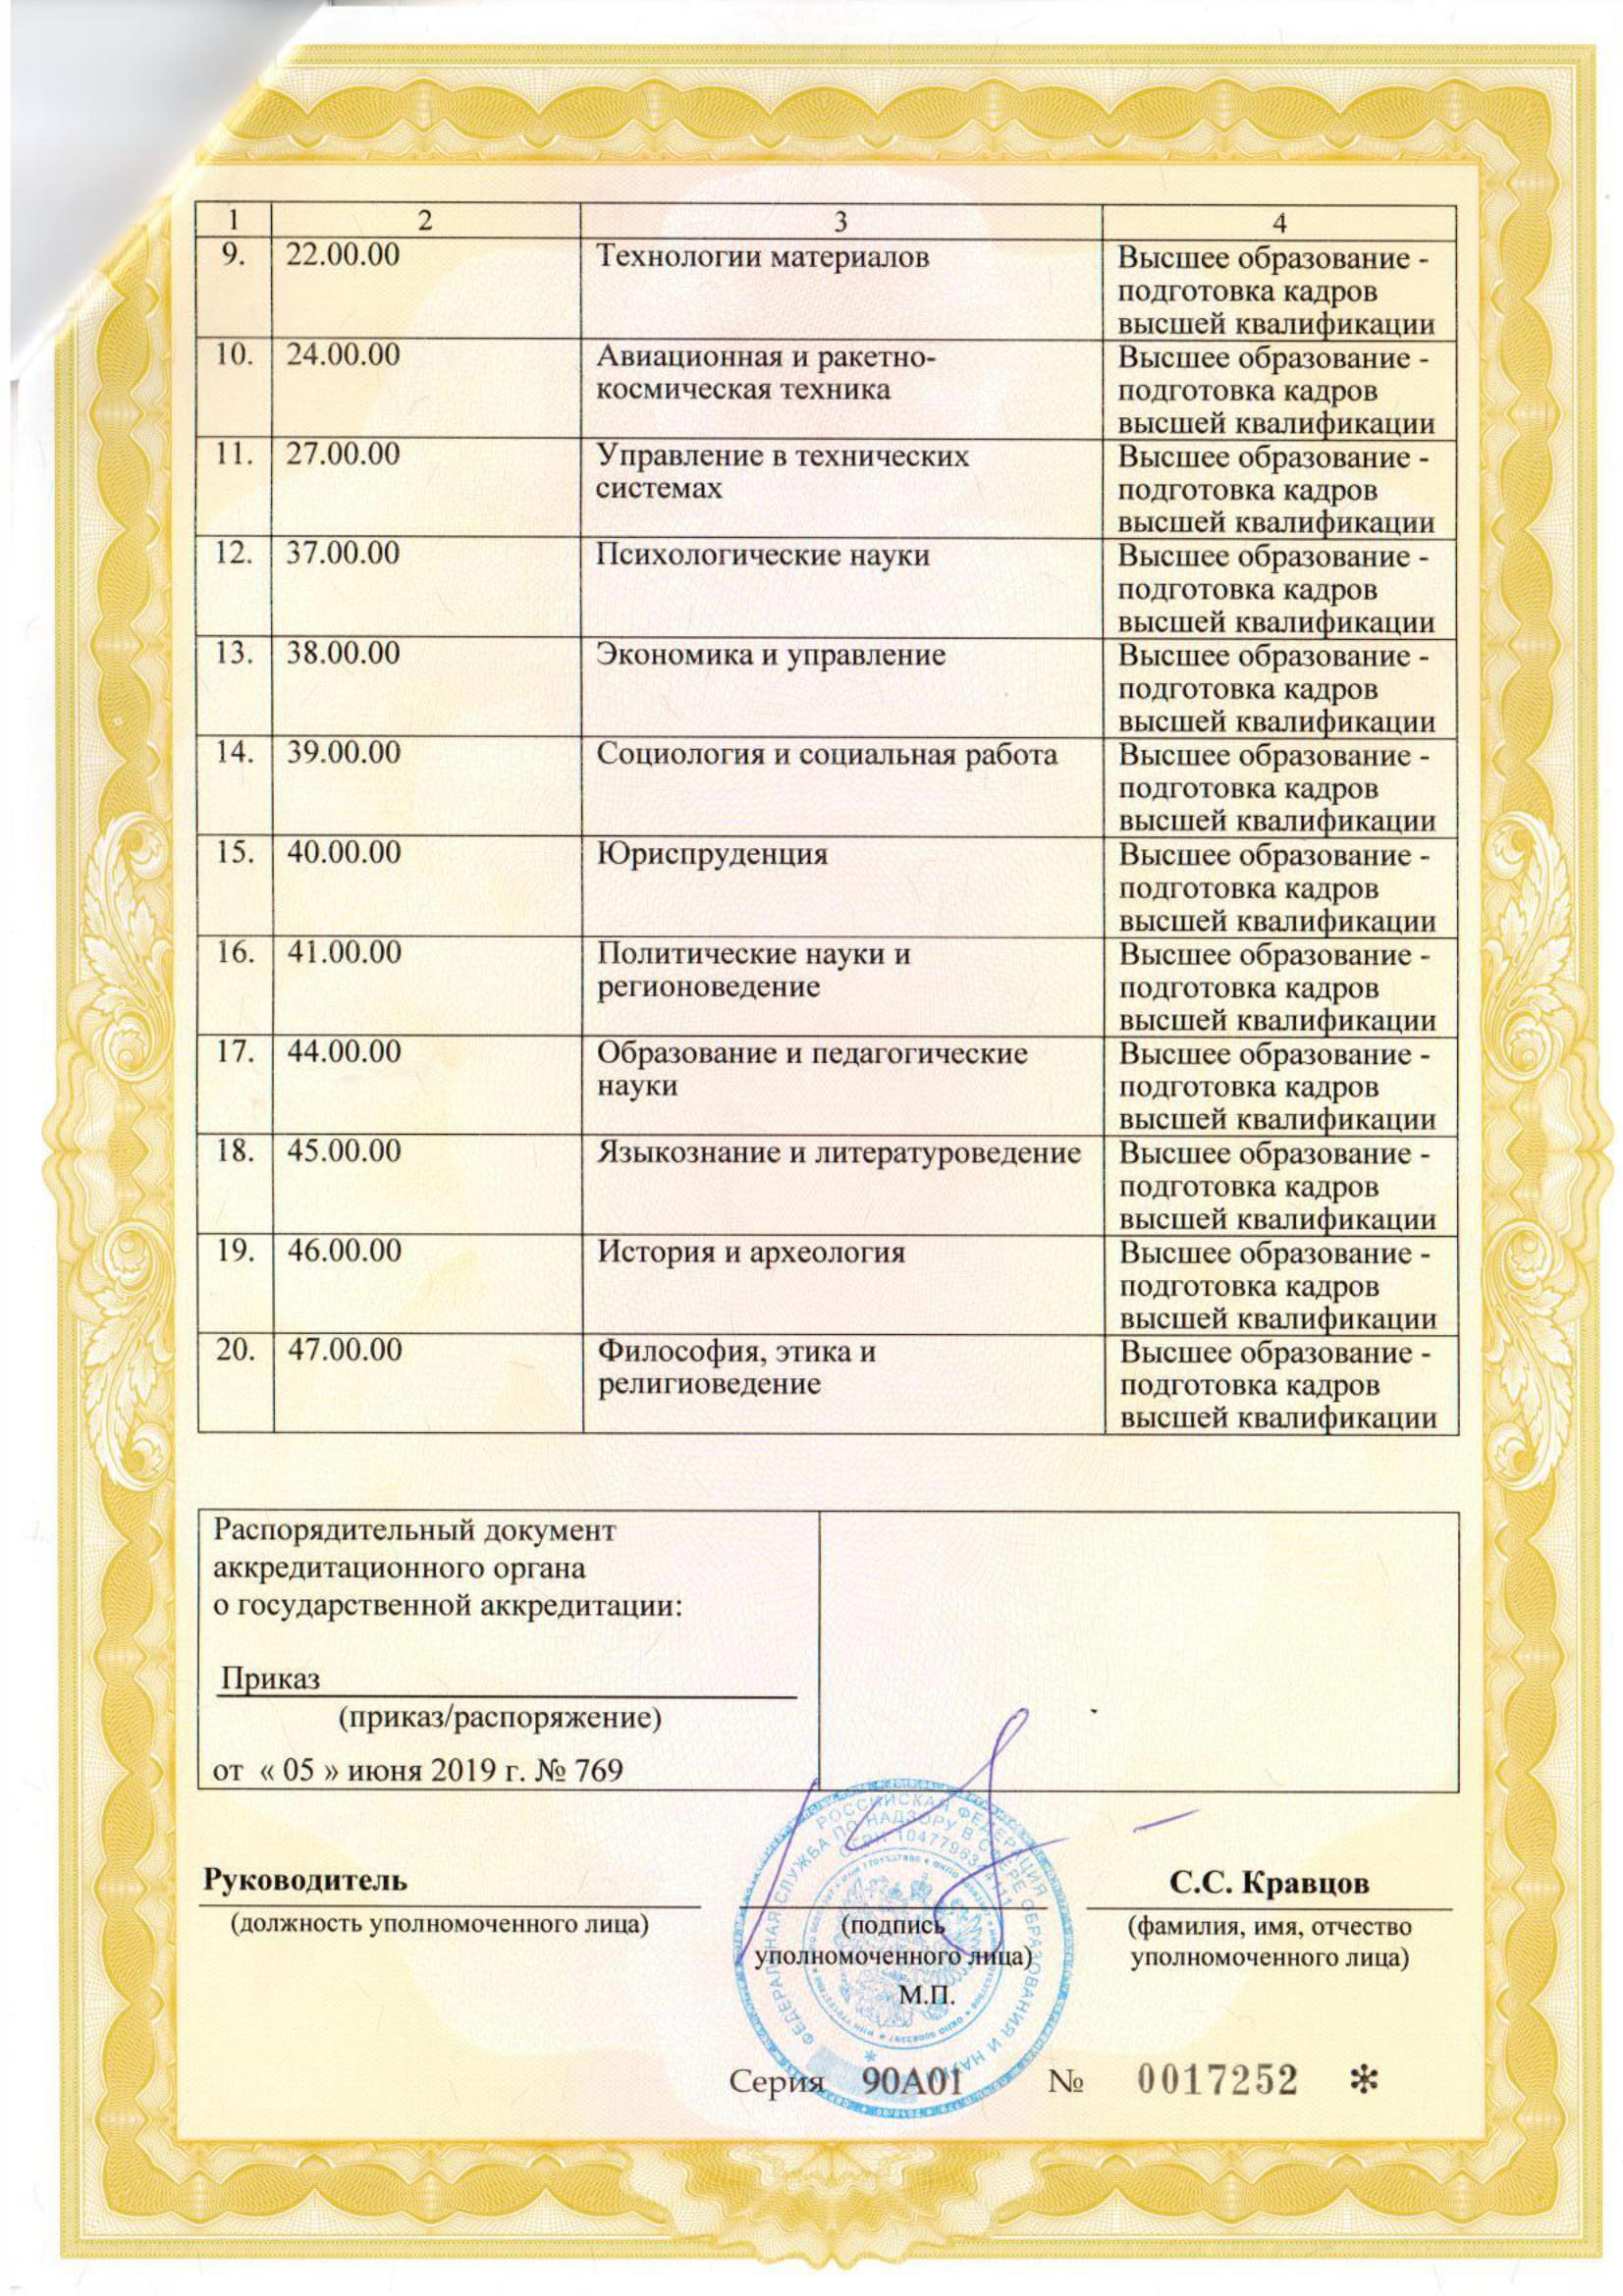 1 2 3 4
9. 22.00.00 Технологии материалов Высшее образование -
подготовка кадров
высшей квалификации
10. 24.00.00 Авиационная и ракетно- Высшее образование -
космическая техника подготовка кадров
высшей квалификации
11. 27.00.00 Управление в технических Высшее образование -
системах подготовка кадров
высшей квалификации
12. 37.00.00 Психологические науки Высшее образование -
подготовка кадров
высшей квалификации
13. 38.00.00 Экономика и управление Высшее образование -
подготовка кадров
высшей квалификации
14. 39.00.00 Социология и социальная работа Высшее образование -
подготовка кадров
высшей квалификации
15. 40.00.00 Юриспруденция Высшее образование -
подготовка кадров
высшей квалификации
16. 41.00.00 Политические науки и Высшее образование -
регионоведение подготовка кадров
высшей квалификации
17. 44.00.00 Образование и педагогические Высшее образование -
науки подготовка кадров
высшей квалификации
18. 45.00.00 Языкознание и литературоведение Высшее образование -
подготовка кадров
высшей квалификации
19. 46.00.00 История и археология Высшее образование -
подготовка кадров
высшей квалификации
20. 47.00.00 Философия, этика и Высшее образование -
религиоведение подготовка кадров
высшей квалификации
Распорядительный документ
аккредитационного органа
о государственной аккредитации:
Приказ
(приказ/распоряжение)
от « 05 » июня 2019 г. № 769
РОССИЙСКАЯ ФЕДЕРАЦИЯ
ФЕДЕРАЛЬНАЯ СЛУЖБА ПО НАДЗОРУ В СФЕРЕ ОБРАЗОВАНИЯ И НАУКИ
Руководитель С.С. Кравцов
(должность уполномоченного лица) (подпись (фамилия, имя, отчество
уполномоченного лица) уполномоченного лица)
М.П.
Серия 90А01 № 0017252 *